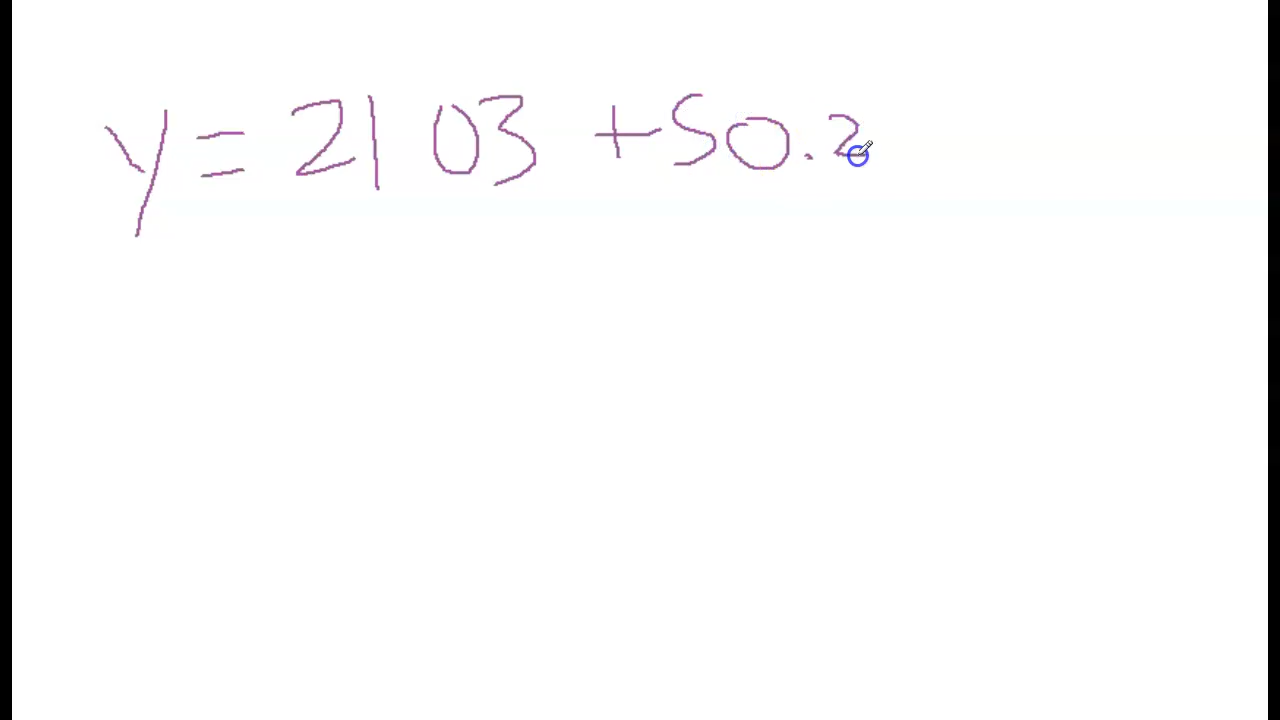 y = 2103 + 50.2